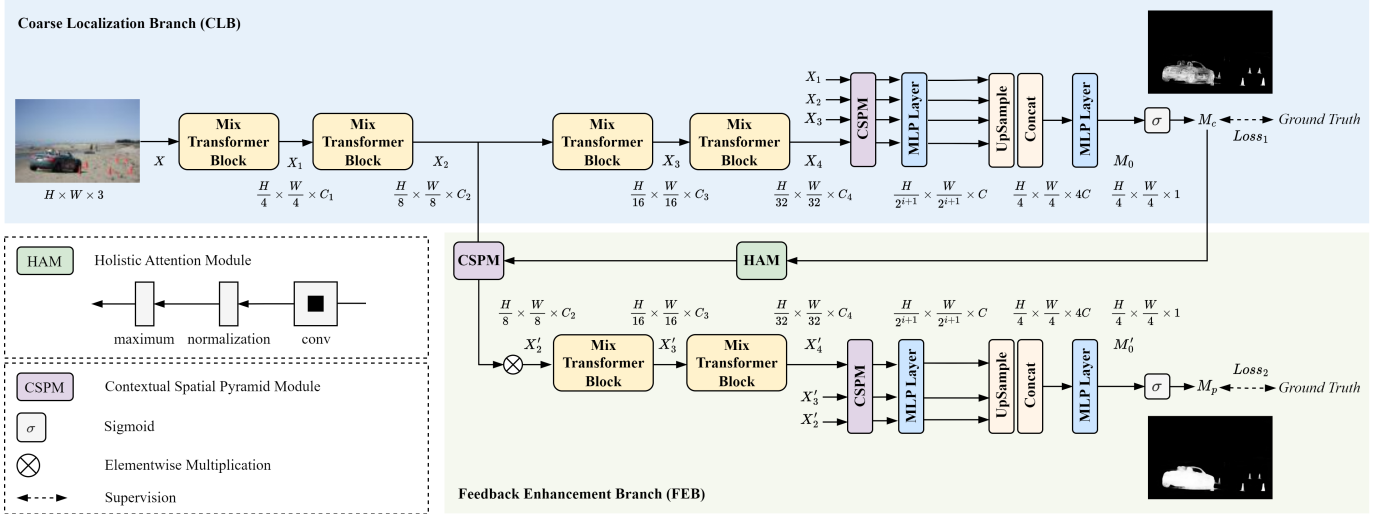 Coarse Localization Branch (CLB)
H × W × 3
X
Mix
Transformer
Block
X₁
H/4 × W/4 × C₁
Mix
Transformer
Block
X₂
H/8 × W/8 × C₂
Mix
Transformer
Block
X₃
H/16 × W/16 × C₃
Mix
Transformer
Block
X₄
H/32 × W/32 × C₄
X₁
X₂
X₃
CSPM
MLP Layer
H/2^{i+1} × W/2^{i+1} × C
UpSample
Concat
H/4 × W/4 × 4C
MLP Layer
M₀
H/4 × W/4 × 1
σ
M_c
Loss₁
Ground Truth
HAM
Holistic Attention Module
maximum
normalization
conv
CSPM
Contextual Spatial Pyramid Module
σ
Sigmoid
Elementwise Multiplication
Supervision
CSPM
HAM
H/8 × W/8 × C₂
X′₂
Mix
Transformer
Block
H/16 × W/16 × C₃
X′₃
Mix
Transformer
Block
H/32 × W/32 × C₄
X′₄
X′₃
X′₂
CSPM
MLP Layer
H/2^{i+1} × W/2^{i+1} × C
UpSample
Concat
H/4 × W/4 × 4C
MLP Layer
H/4 × W/4 × 1
M′₀
σ
M_p
Loss₂
Ground Truth
Feedback Enhancement Branch (FEB)